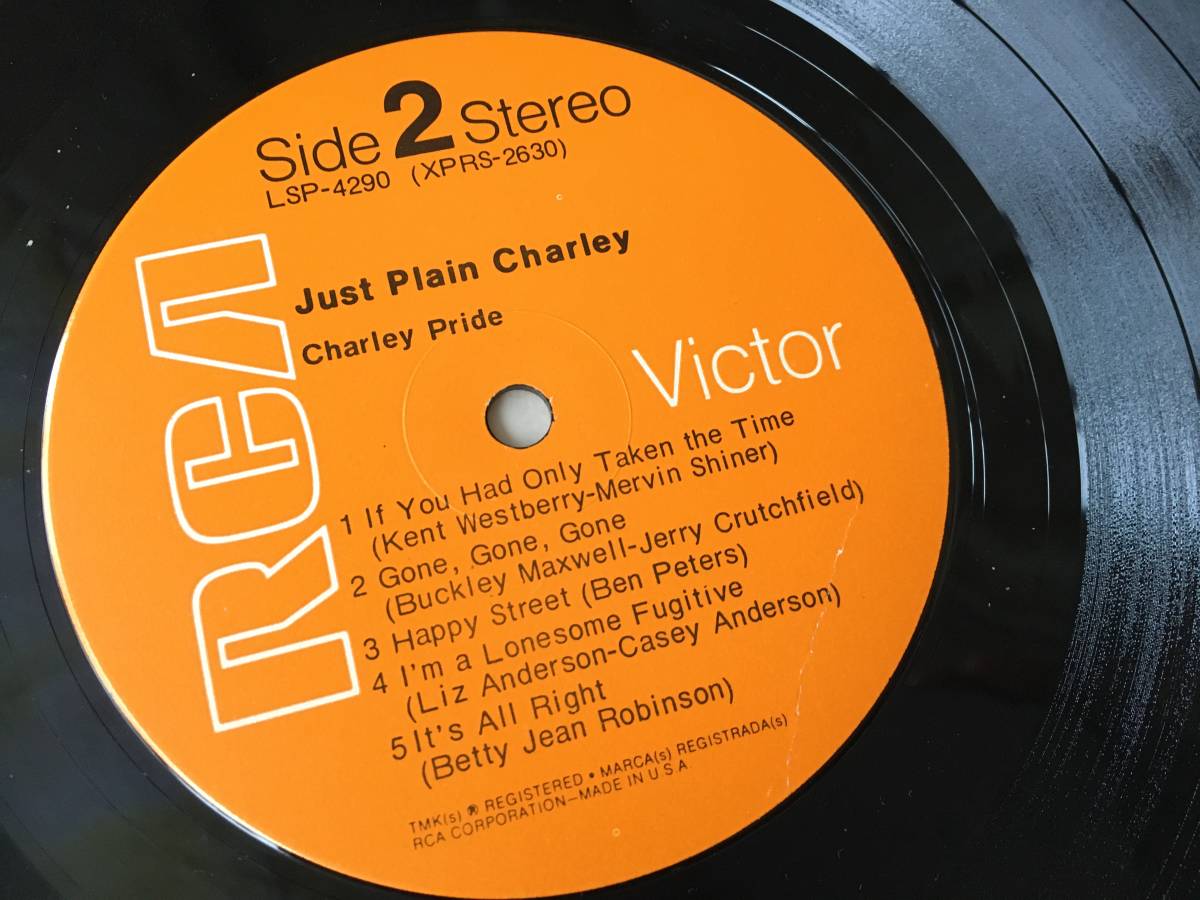 Side 2 Stereo
LSP-4290 (XPRS-2630)
Just Plain Charley
Charley Pride
RCA
Victor
1 If You Had Only Taken the Time
(Kent Westberry-Mervin Shiner)
2 Gone, Gone, Gone
(Buckley Maxwell-Jerry Crutchfield)
3 Happy Street (Ben Peters)
4 I'm a Lonesome Fugitive
(Liz Anderson-Casey Anderson)
5 It's All Right
(Betty Jean Robinson)
TMK(s) ® REGISTERED • MARCA(s) REGISTRADA(s)
RCA CORPORATION—MADE IN U.S.A